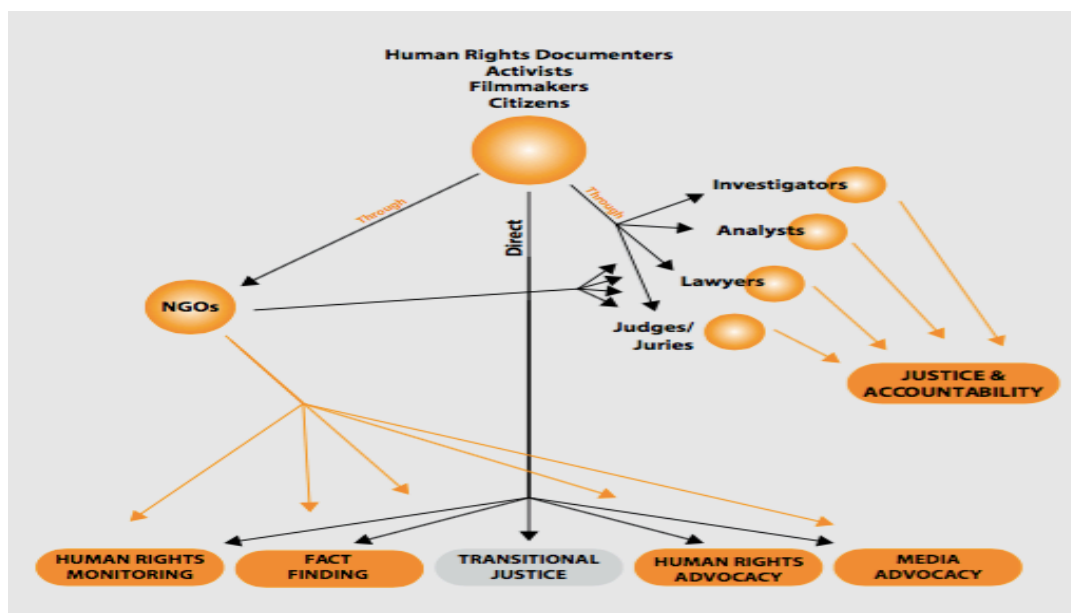 Human Rights Documenters
Activists
Filmmakers
Citizens
Through
Through
Direct
Investigators
Analysts
Lawyers
Judges/
Juries
NGOs
JUSTICE &
ACCOUNTABILITY
HUMAN RIGHTS
MONITORING
FACT
FINDING
TRANSITIONAL
JUSTICE
HUMAN RIGHTS
ADVOCACY
MEDIA
ADVOCACY